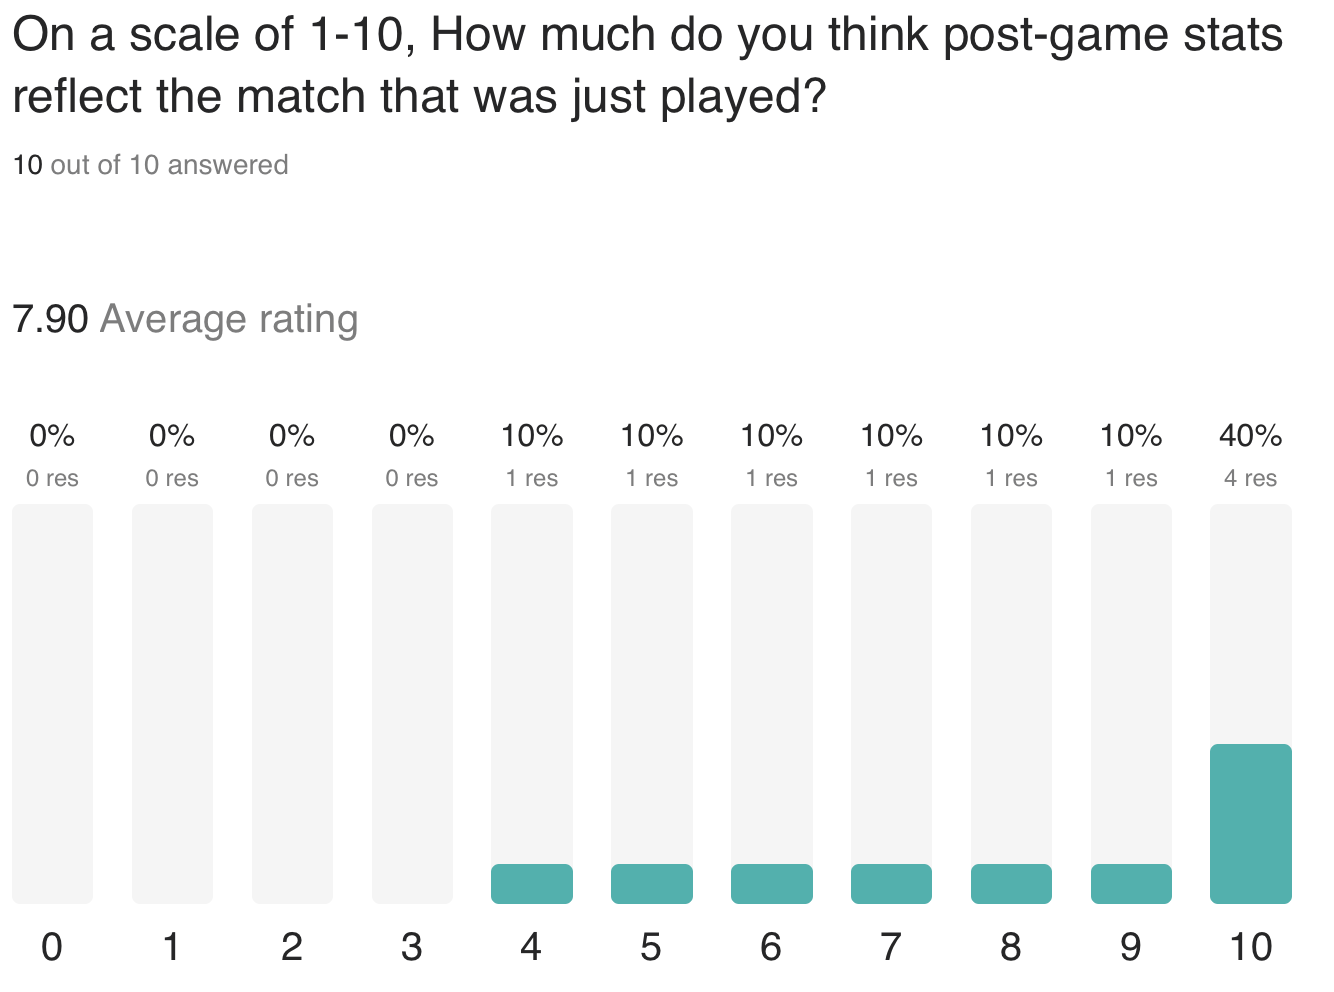 On a scale of 1-10, How much do you think post-game stats
reflect the match that was just played?
10 out of 10 answered
7.90 Average rating
0% 0% 0% 0% 10% 10% 10% 10% 10% 10% 40%
0 res 0 res 0 res 0 res 1 res 1 res 1 res 1 res 1 res 1 res 4 res
0 1 2 3 4 5 6 7 8 9 10